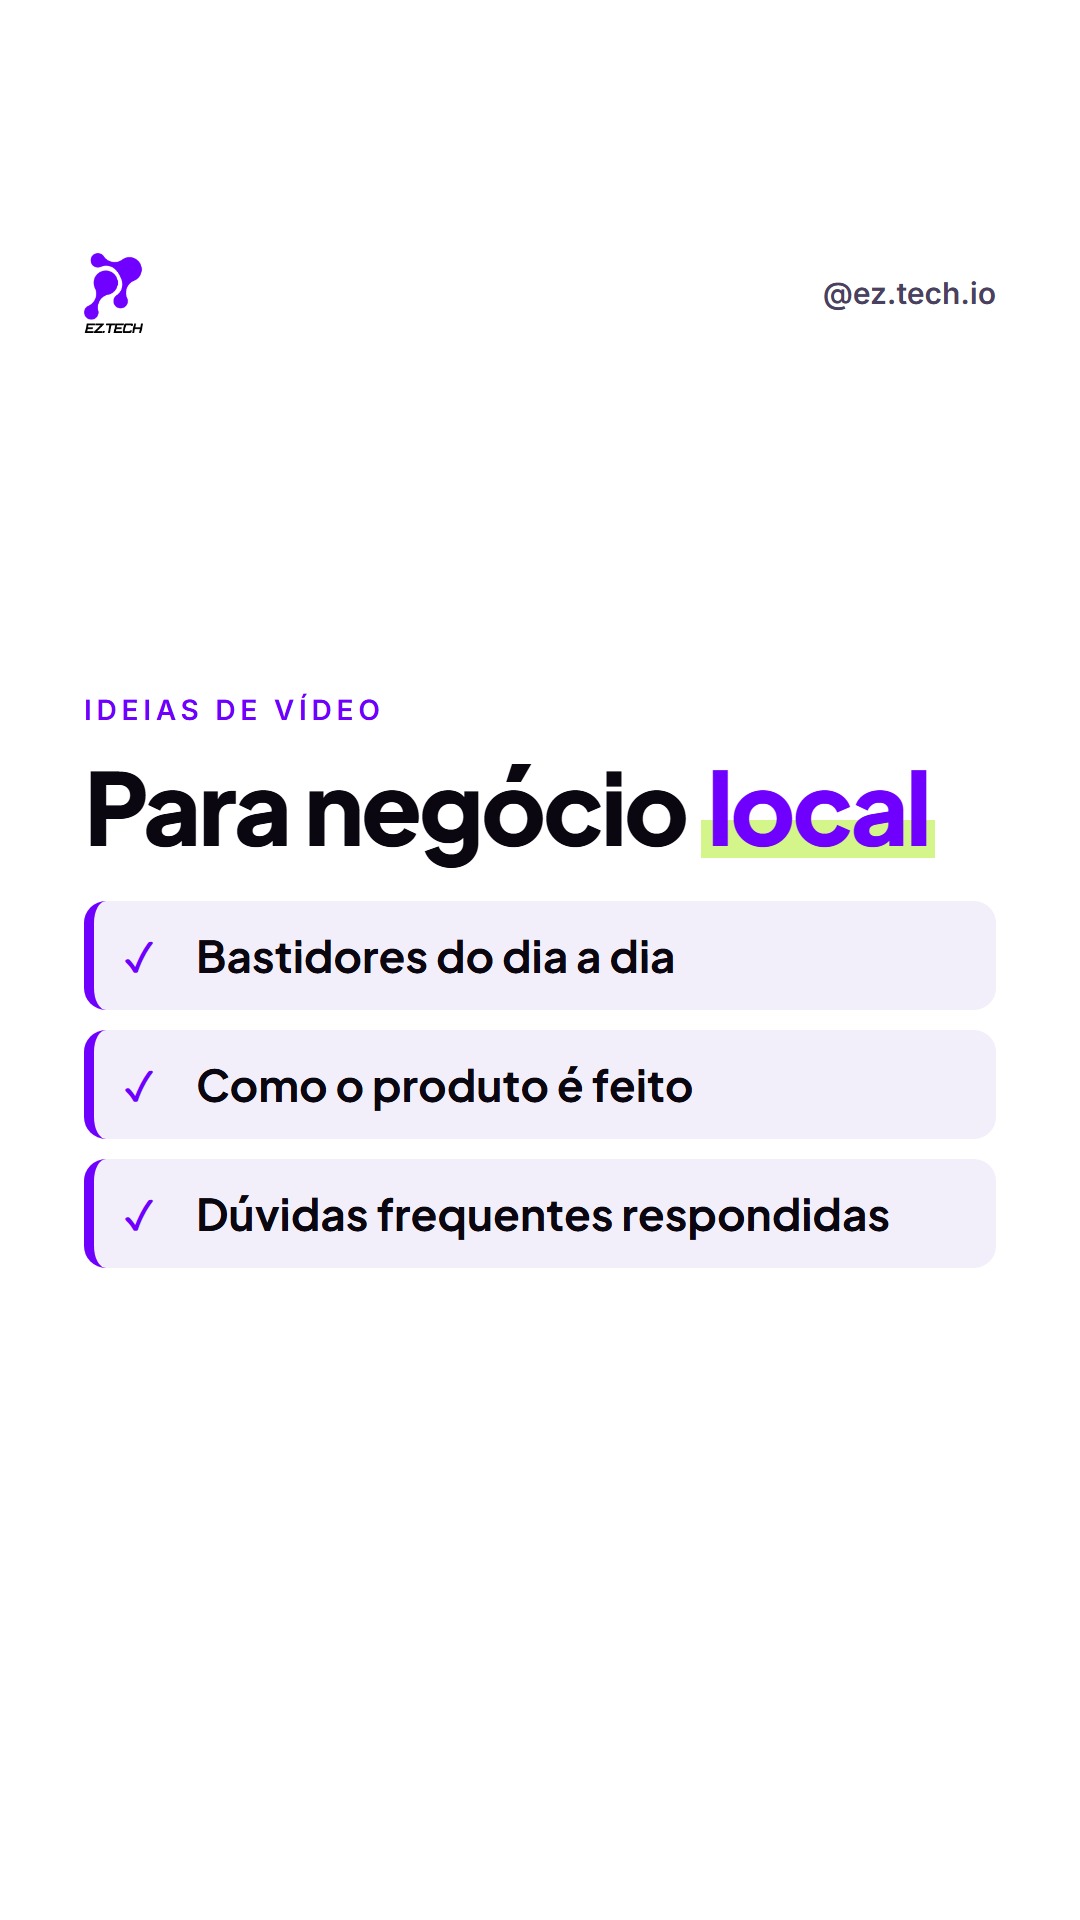 EZ.TECH
@ez.tech.io
IDEIAS DE VÍDEO
Para negócio local
✓ Bastidores do dia a dia
✓ Como o produto é feito
✓ Dúvidas frequentes respondidas